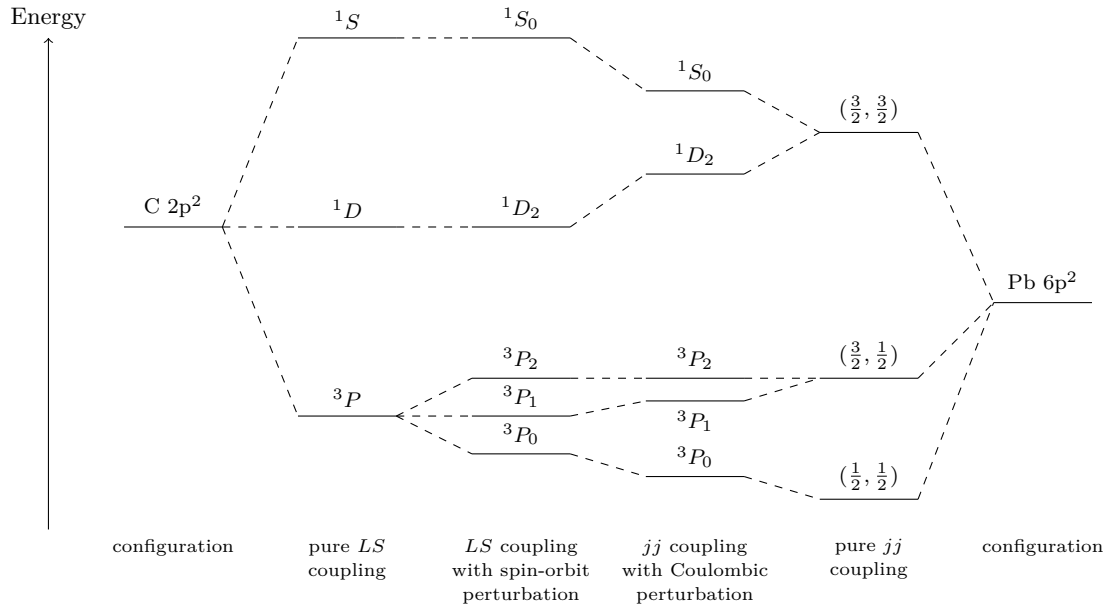 Energy
C 2p²
¹S
¹D
³P
¹S₀
¹D₂
³P₂
³P₁
³P₀
¹S₀
¹D₂
³P₂
³P₁
³P₀
(3/2, 3/2)
(3/2, 1/2)
(1/2, 1/2)
Pb 6p²
configuration
pure LS
coupling
LS coupling
with spin-orbit
perturbation
jj coupling
with Coulombic
perturbation
pure jj
coupling
configuration